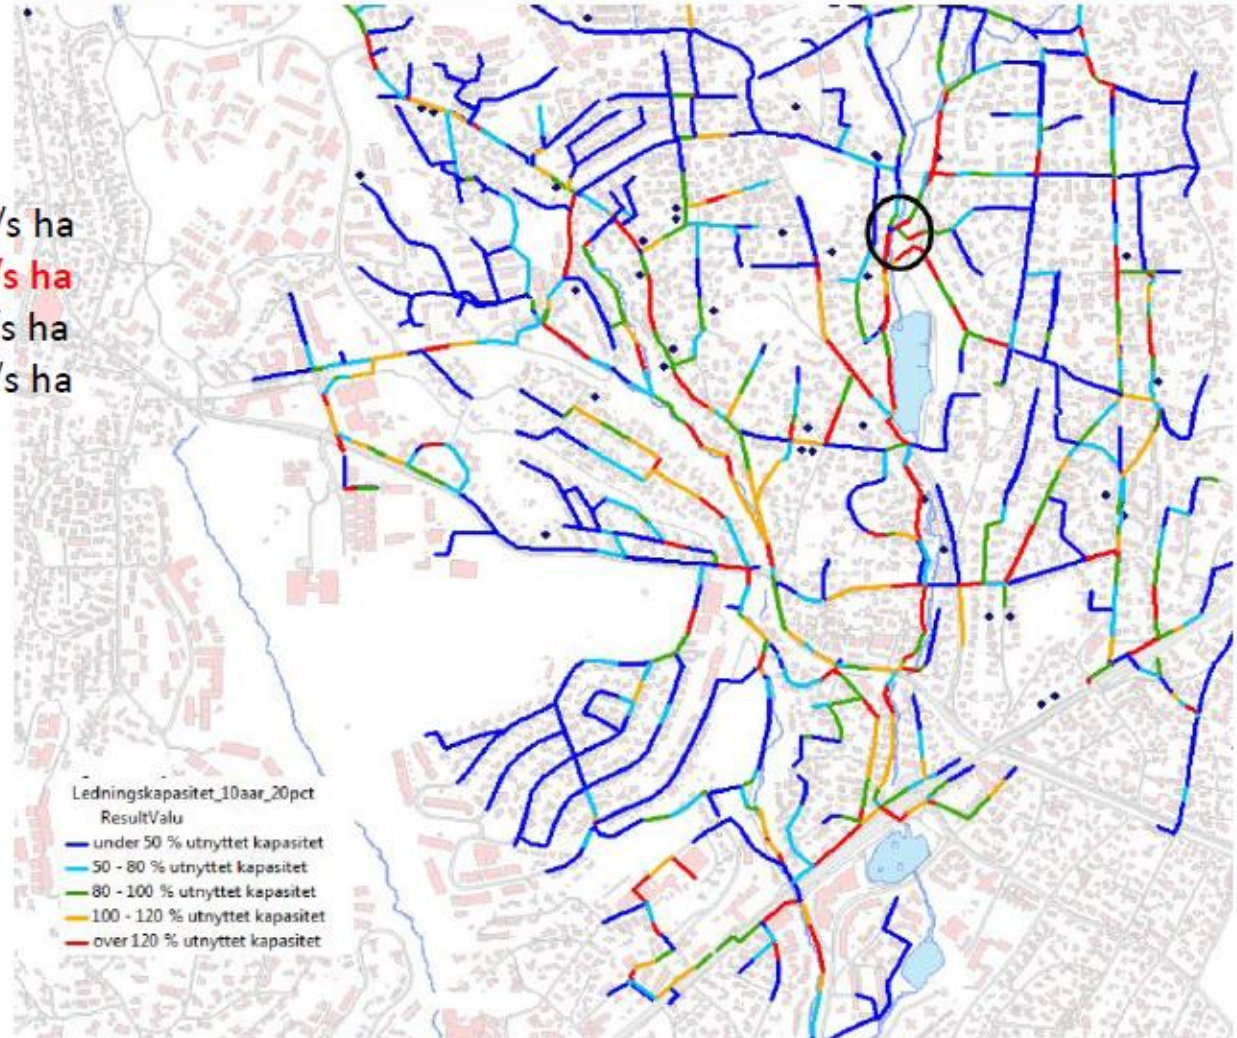 /s ha
/s ha
/s ha
/s ha
Ledningskapasitet_10aar_20pct
ResultValu
under 50 % utnyttet kapasitet
50 - 80 % utnyttet kapasitet
80 - 100 % utnyttet kapasitet
100 - 120 % utnyttet kapasitet
over 120 % utnyttet kapasitet